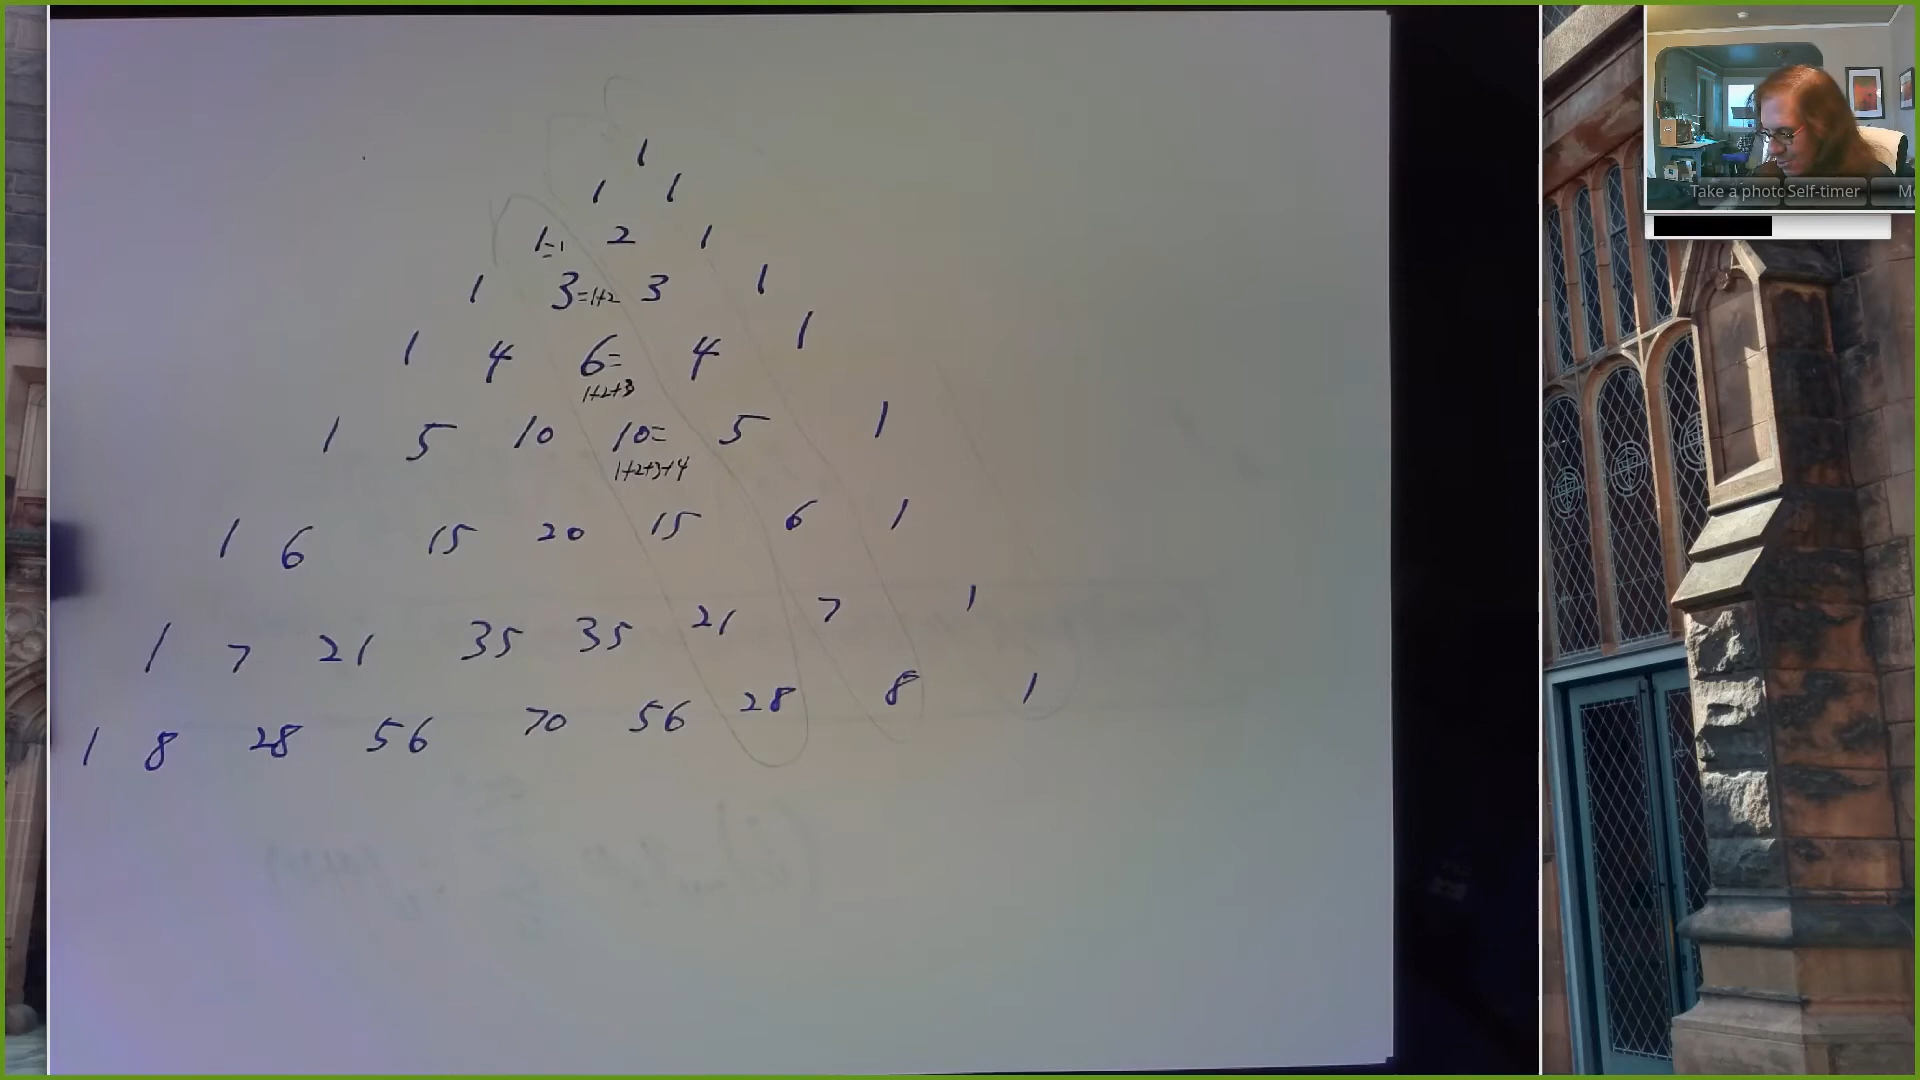 1
1 1
1=1 2 1
1 3=1+2 3 1
1 4 6= 4 1
1+2+3
1 5 10 10= 5 1
1+2+3+4
1 6 15 20 15 6 1
1 7 21 35 35 21 7 1
1 8 28 56 70 56 28 8 1
Take a photo Self-timer